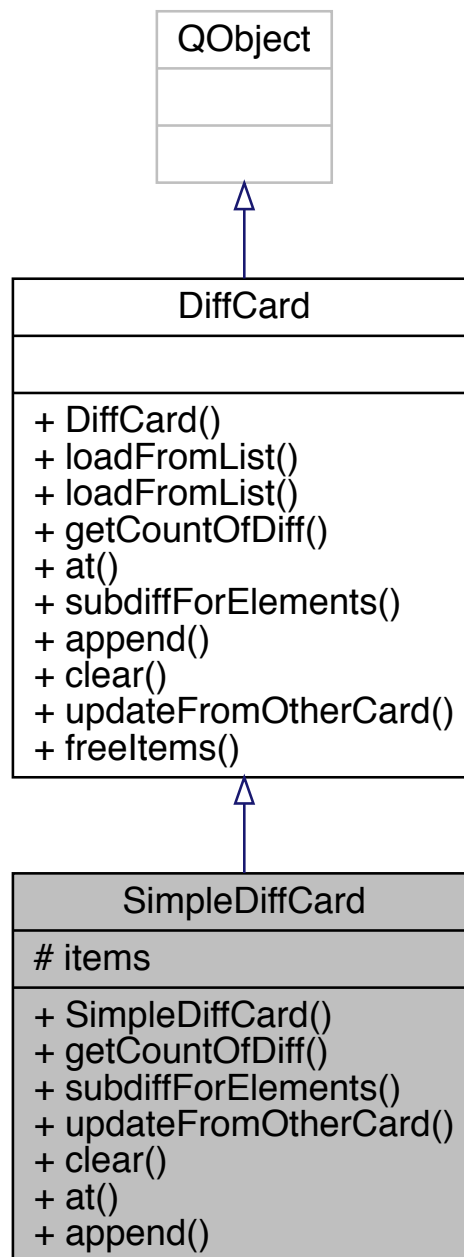 QObject
DiffCard
+ DiffCard()
+ loadFromList()
+ loadFromList()
+ getCountOfDiff()
+ at()
+ subdiffForElements()
+ append()
+ clear()
+ updateFromOtherCard()
+ freeItems()
SimpleDiffCard
# items
+ SimpleDiffCard()
+ getCountOfDiff()
+ subdiffForElements()
+ updateFromOtherCard()
+ clear()
+ at()
+ append()